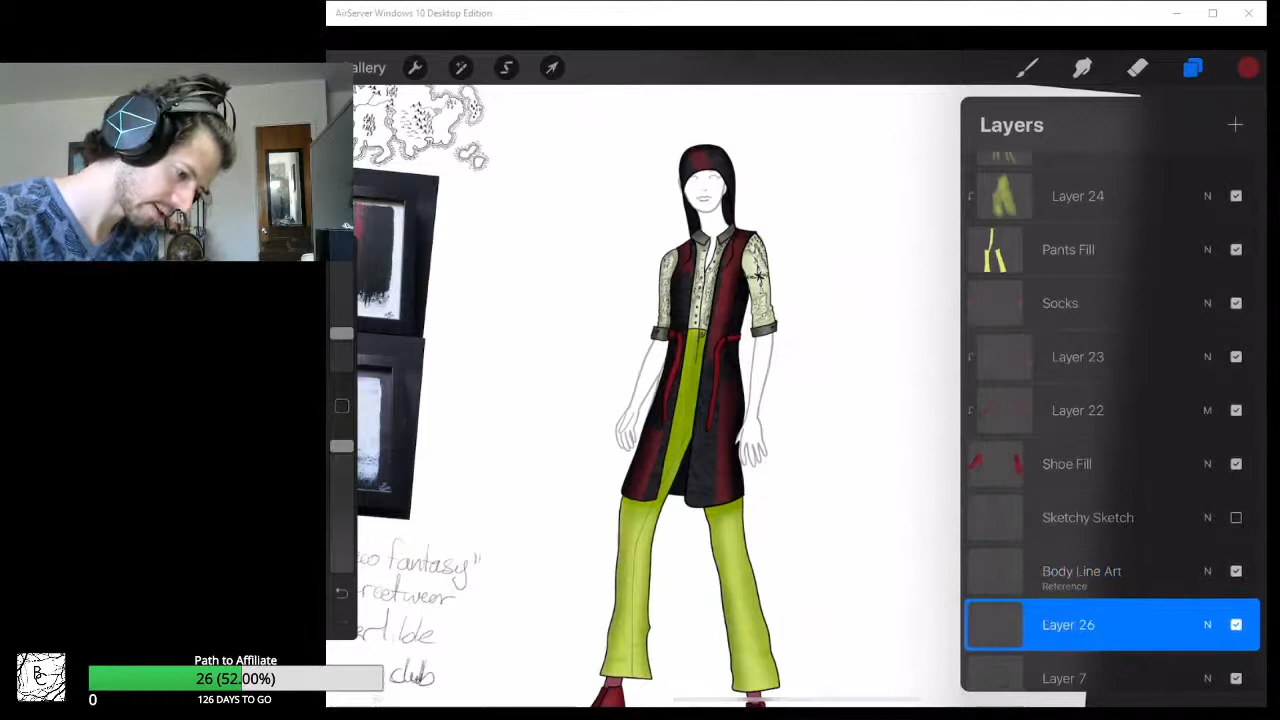 AirServer Windows 10 Desktop Edition
allery
Layers
Layer 24 N
Pants Fill N
Socks N
Layer 23 N
Layer 22 M
Shoe Fill N
Sketchy Sketch N
Body Line Art N
Reference
Layer 26 N
Layer 7 N
fantasy"
reetwear
club
Path to Affiliate
26 (52.00%)
0
126 DAYS TO GO